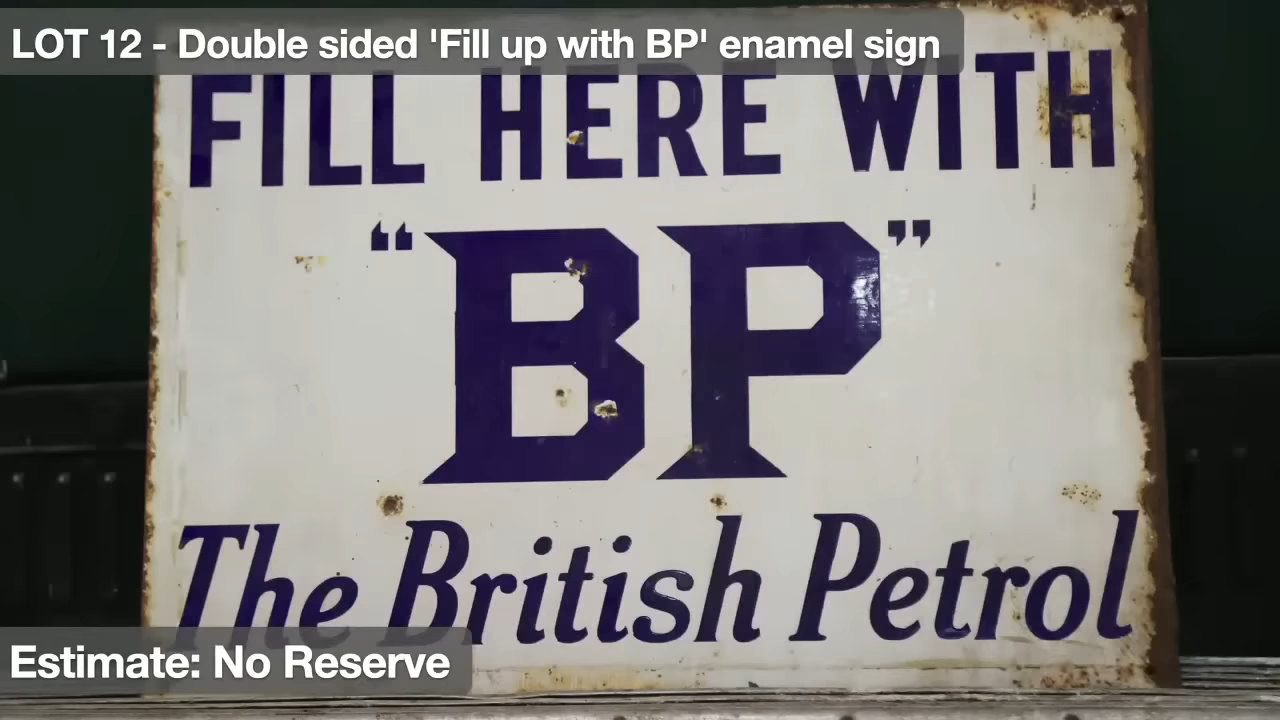 LOT 12 - Double sided 'Fill up with BP' enamel sign
FILL HERE WITH
“BP”
The British Petrol
Estimate: No Reserve